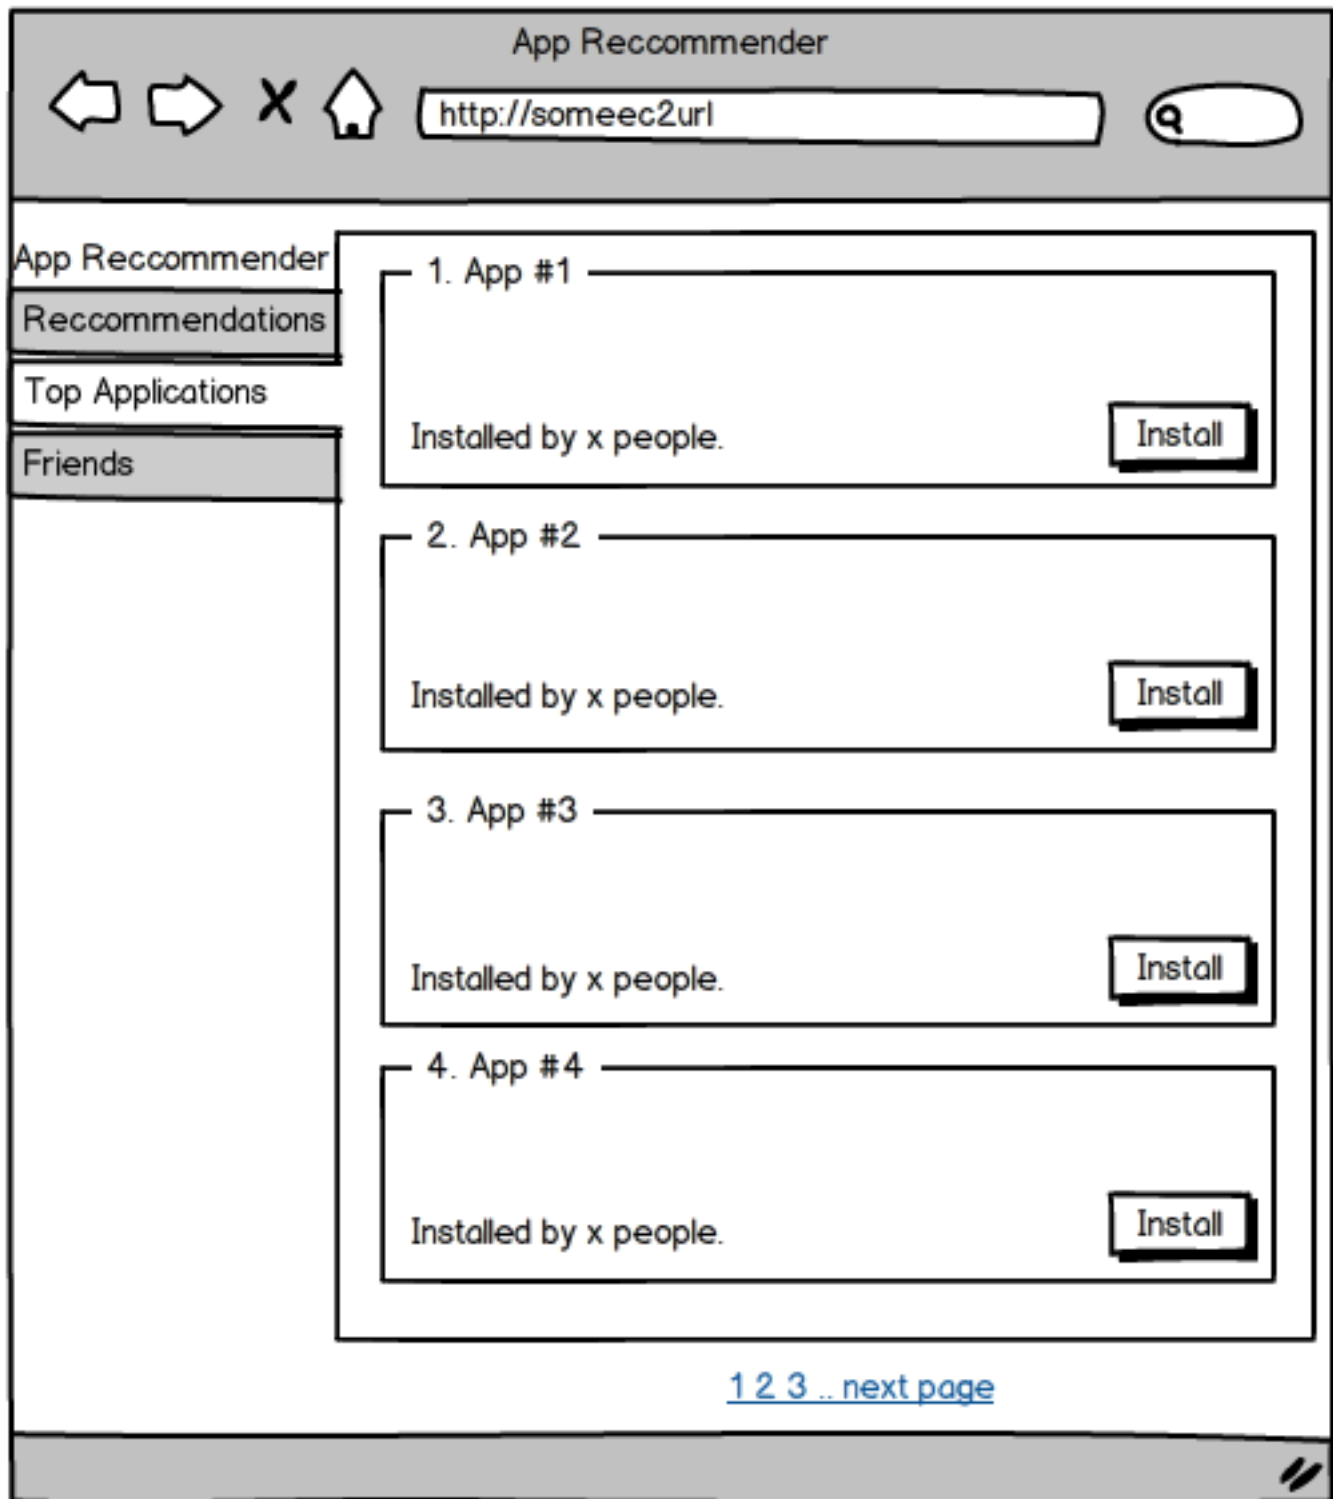 App Reccommender
http://someec2url
App Reccommender
Reccommendations
Top Applications
Friends
1. App #1
Installed by x people.
Install
2. App #2
Installed by x people.
Install
3. App #3
Installed by x people.
Install
4. App #4
Installed by x people.
Install
1 2 3 .. next page